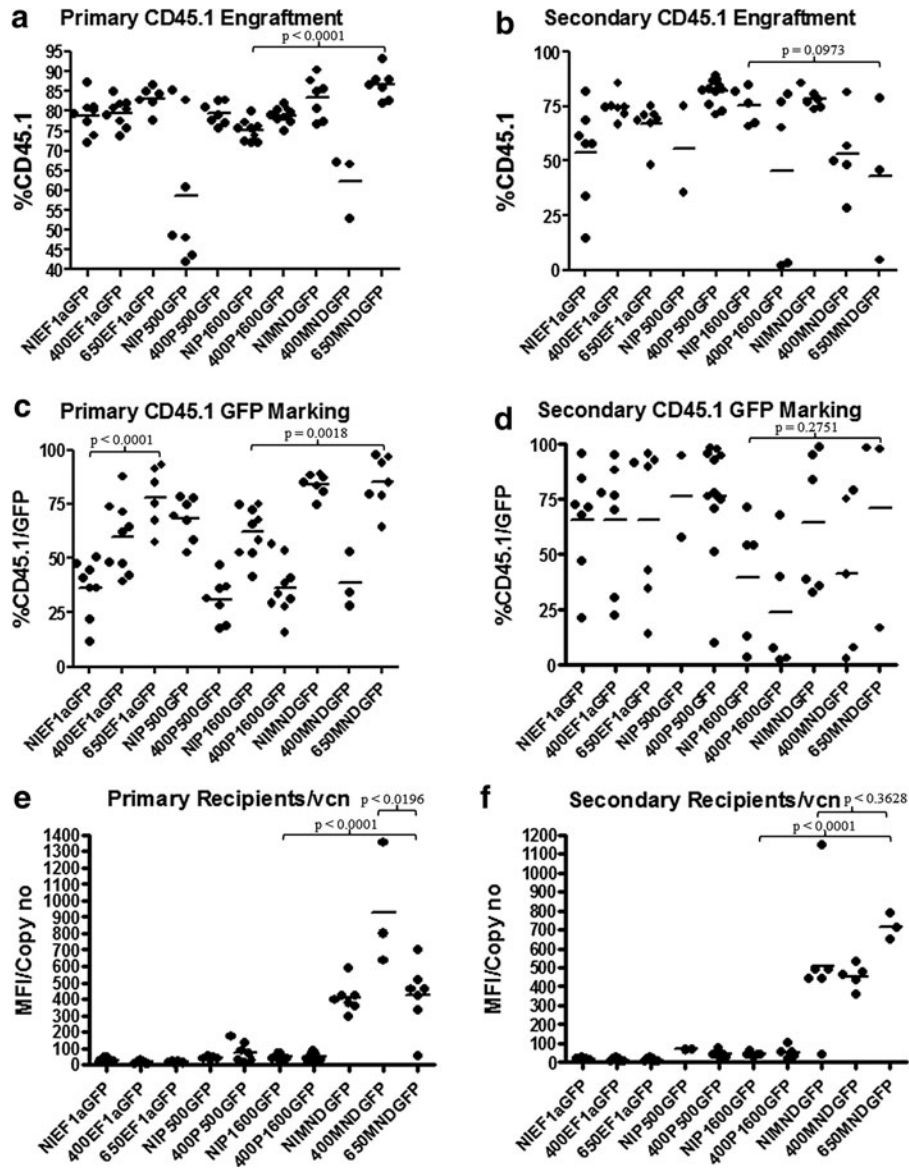 a Primary CD45.1 Engraftment
p < 0.0001
%CD45.1
95
90
85
80
75
70
65
60
55
50
45
40
NIEF1aGFP
400EF1aGFP
650EF1aGFP
NIP500GFP
400P500GFP
NIP1600GFP
400P1600GFP
NIMNDGFP
400MNDGFP
650MNDGFP
b Secondary CD45.1 Engraftment
p = 0.0973
%CD45.1
100
75
50
25
0
NIEF1aGFP
400EF1aGFP
650EF1aGFP
NIP500GFP
400P500GFP
NIP1600GFP
400P1600GFP
NIMNDGFP
400MNDGFP
650MNDGFP
c Primary CD45.1 GFP Marking
p < 0.0001
p = 0.0018
%CD45.1/GFP
100
75
50
25
0
NIEF1aGFP
400EF1aGFP
650EF1aGFP
NIP500GFP
400P500GFP
NIP1600GFP
400P1600GFP
NIMNDGFP
400MNDGFP
650MNDGFP
d Secondary CD45.1 GFP Marking
p = 0.2751
%CD45.1/GFP
100
75
50
25
0
NIEF1aGFP
400EF1aGFP
650EF1aGFP
NIP500GFP
400P500GFP
NIP1600GFP
400P1600GFP
NIMNDGFP
400MNDGFP
650MNDGFP
e Primary Recipients/vcn
p < 0.0196
p < 0.0001
MFI/Copy no
1400
1300
1200
1100
1000
900
800
700
600
500
400
300
200
100
0
NIEF1aGFP
400EF1aGFP
650EF1aGFP
NIP500GFP
400P500GFP
NIP1600GFP
400P1600GFP
NIMNDGFP
400MNDGFP
650MNDGFP
f Secondary Recipients/vcn
p < 0.3628
p < 0.0001
MFI/Copy no
1200
1100
1000
900
800
700
600
500
400
300
200
100
0
NIEF1aGFP
400EF1aGFP
650EF1aGFP
NIP500GFP
400P500GFP
NIP1600GFP
400P1600GFP
NIMNDGFP
400MNDGFP
650MNDGFP